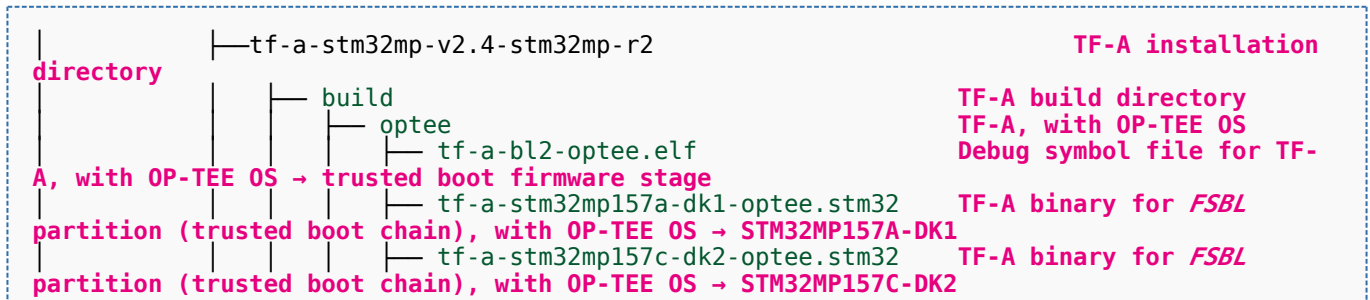 │ ├──tf-a-stm32mp-v2.4-stm32mp-r2 TF-A installation
directory
│ │ ├── build TF-A build directory
│ │ │ ├── optee TF-A, with OP-TEE OS
│ │ │ │ ├── tf-a-bl2-optee.elf Debug symbol file for TF-
A, with OP-TEE OS → trusted boot firmware stage
│ │ │ │ ├── tf-a-stm32mp157a-dk1-optee.stm32 TF-A binary for FSBL
partition (trusted boot chain), with OP-TEE OS → STM32MP157A-DK1
│ │ │ │ ├── tf-a-stm32mp157c-dk2-optee.stm32 TF-A binary for FSBL
partition (trusted boot chain), with OP-TEE OS → STM32MP157C-DK2